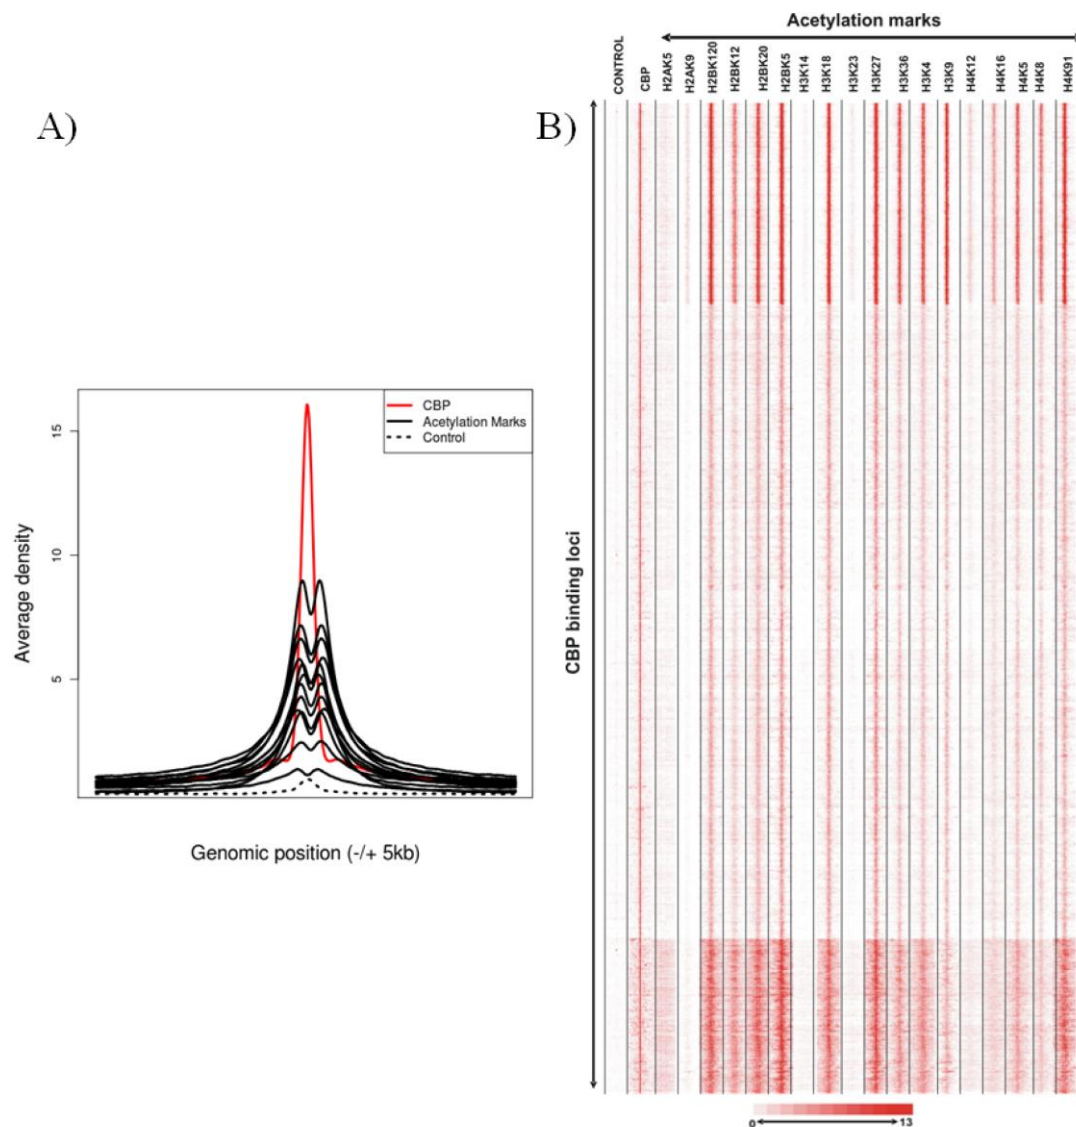 A)
15
10
5
Average density
CBP
Acetylation Marks
Control
Genomic position (-/+ 5kb)
B)
Acetylation marks
CONTROL
CBP
H2AK5
H2AK9
H2BK120
H2BK12
H2BK20
H2BK5
H3K14
H3K18
H3K23
H3K27
H3K36
H3K4
H3K9
H4K12
H4K16
H4K5
H4K8
H4K91
CBP binding loci
0
13